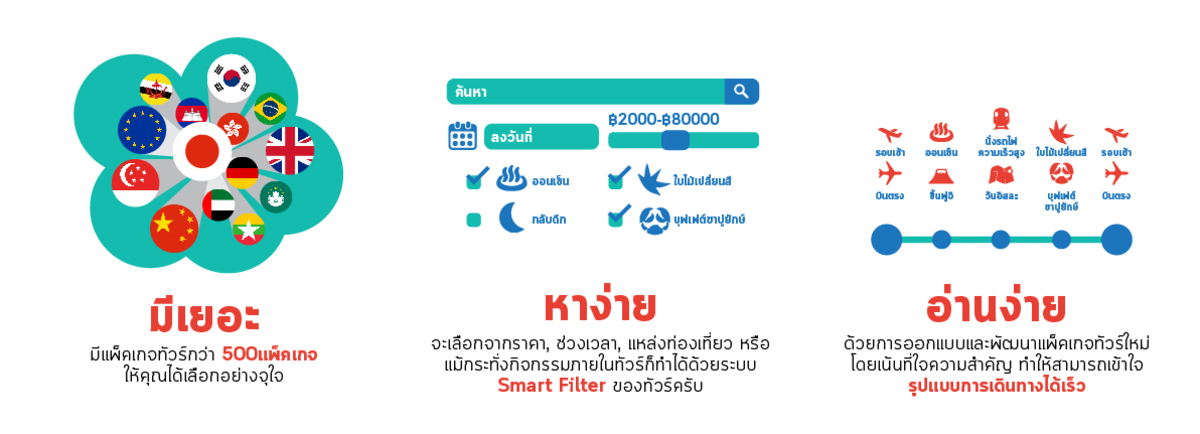 มีเยอะ
มีแพ็คเกจทัวร์กว่า 500แพ็คเกจ
ให้คุณได้เลือกอย่างจุใจ
ค้นหา
฿2000-฿80000
ลงวันที่
ออนเซ็น
ใบไม้เปลี่ยนสี
กลับดึก
บุฟเฟต์ขาปูยักษ์
หาง่าย
จะเลือกจากราคา, ช่วงเวลา, แหล่งท่องเที่ยว หรือ
แม้กระทั่งกิจกรรมภายในทัวร์ก็ทำได้ด้วยระบบ
Smart Filter ของทัวร์ครับ
รอบเช้า
ออนเซ็น
นั่งรถไฟ
ความเร็วสูง
ใบไม้เปลี่ยนสี
รอบเช้า
บินตรง
ชั้นฟูจิ
วันอิสละ
บุฟเฟต์
ขาปูยักษ์
บินตรง
อ่านง่าย
ด้วยการออกแบบและพัฒนาแพ็คเกจทัวร์ใหม่
โดยเน้นที่ใจความสำคัญ ทำให้สามารถเข้าใจ
รูปแบบการเดินทางได้เร็ว